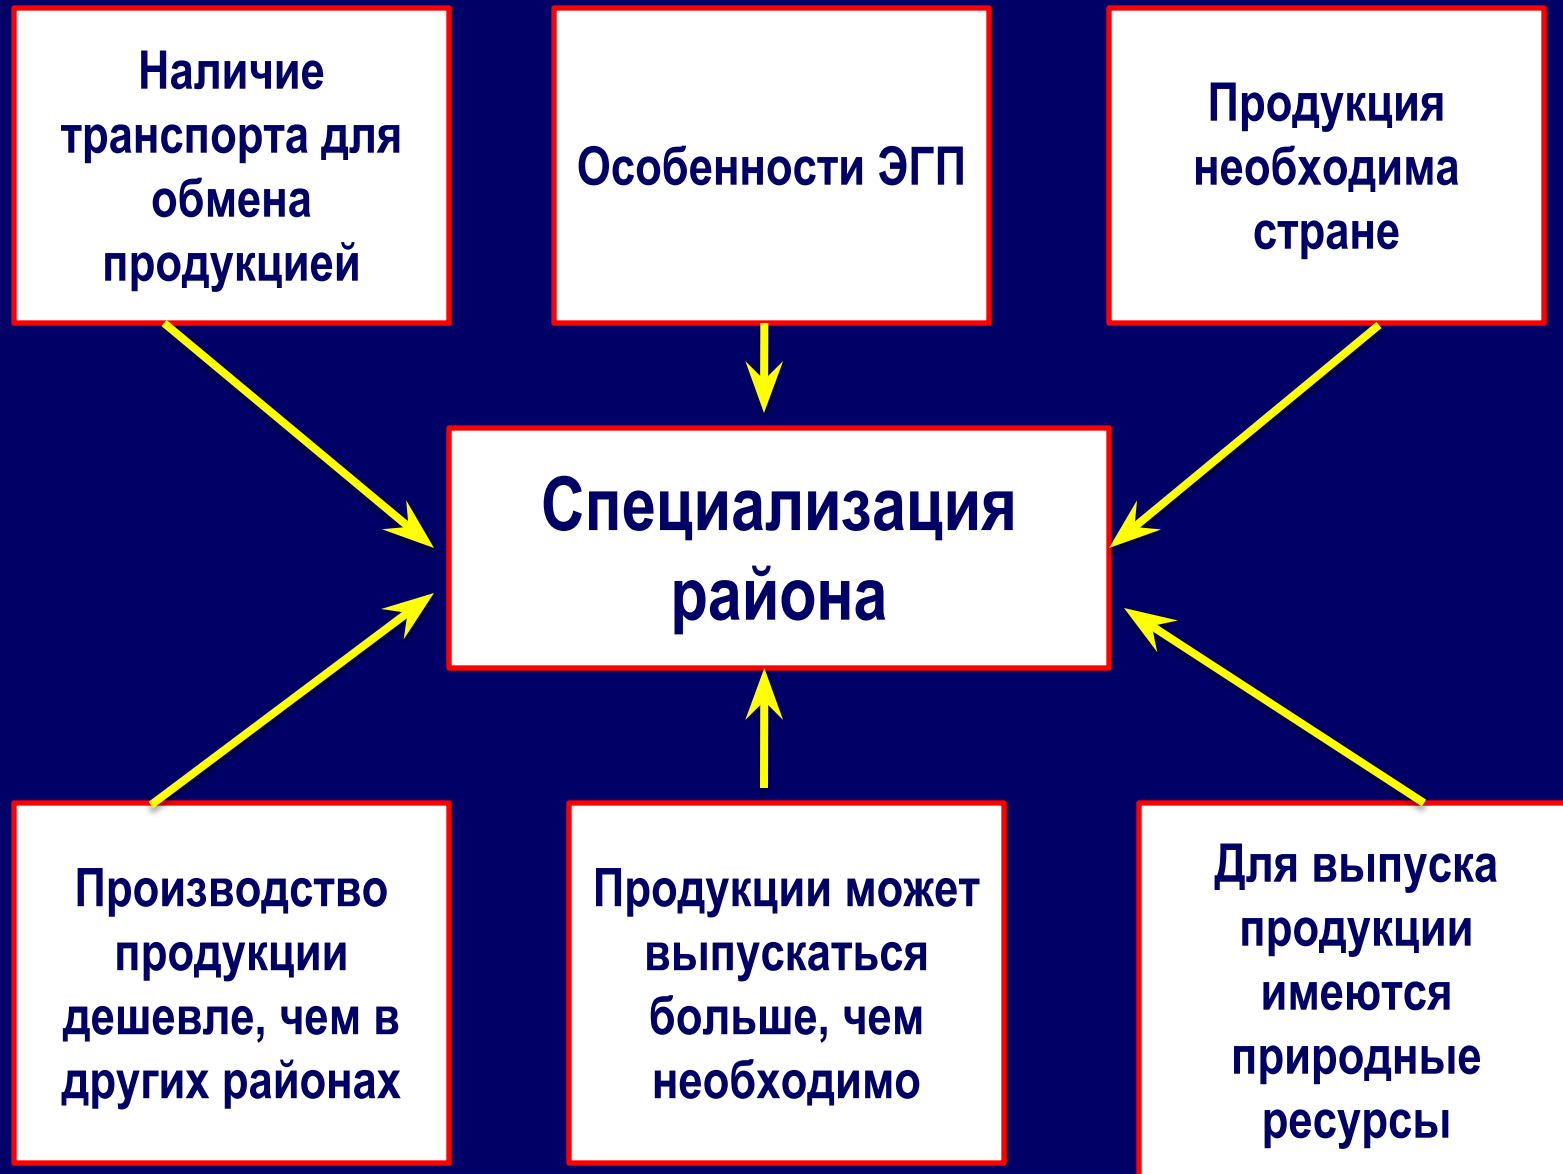 Наличие
транспорта для
обмена
продукцией
Особенности ЭГП
Продукция
необходима
стране
Специализация
района
Производство
продукции
дешевле, чем в
других районах
Продукции может
выпускаться
больше, чем
необходимо
Для выпуска
продукции
имеются
природные
ресурсы